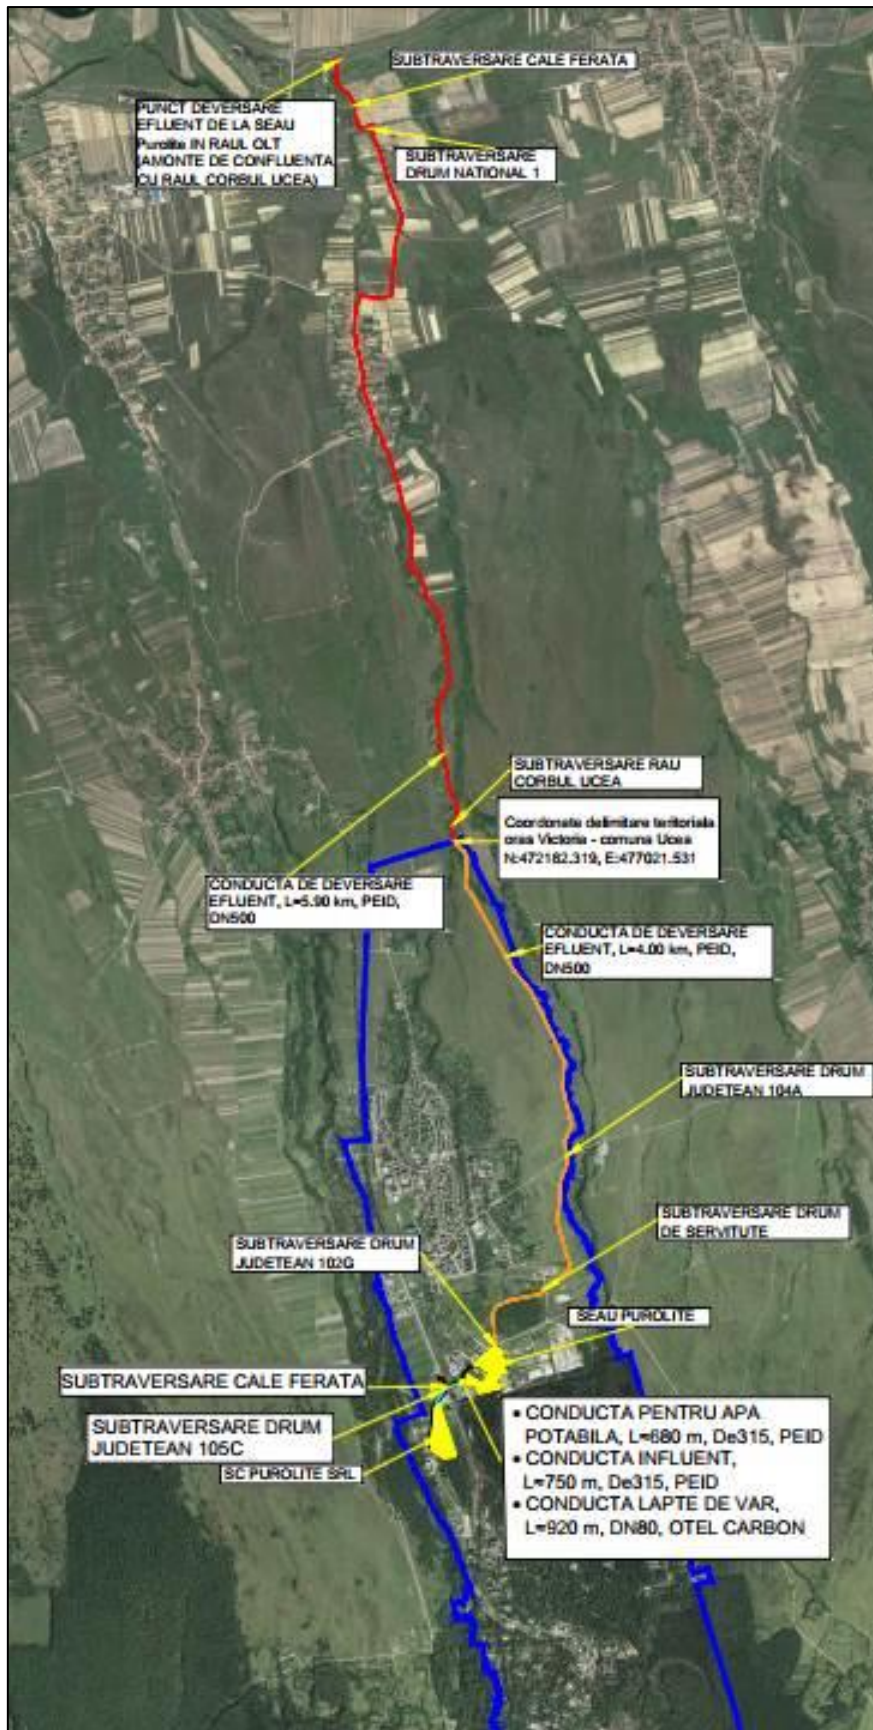 SUBTRAVERSARE CALE FERATA
PUNCT DEVERSARE
EFLUENT DE LA SEAU
Purolite IN RAUL OLT
(AMONTE DE CONFLUENTA
CU RAUL CORBUL UCEA)
SUBTRAVERSARE
DRUM NATIONAL 1
SUBTRAVERSARE RAU
CORBUL UCEA
Coordonate delimitare teritoriala
oras Victoria - comuna Ucea
N:472182.319, E:477021.531
CONDUCTA DE DEVERSARE
EFLUENT, L=5.90 km, PEID,
DN500
CONDUCTA DE DEVERSARE
EFLUENT, L=4.00 km, PEID,
DN500
SUBTRAVERSARE DRUM
JUDETEAN 104A
SUBTRAVERSARE DRUM
DE SERVITUTE
SUBTRAVERSARE DRUM
JUDETEAN 102G
SEAU PUROLITE
SUBTRAVERSARE CALE FERATA
SUBTRAVERSARE DRUM
JUDETEAN 105C
SC PUROLITE SRL
• CONDUCTA PENTRU APA
POTABILA, L≈680 m, De315, PEID
• CONDUCTA INFLUENT,
L≈750 m, De315, PEID
• CONDUCTA LAPTE DE VAR,
L≈920 m, DN80, OTEL CARBON